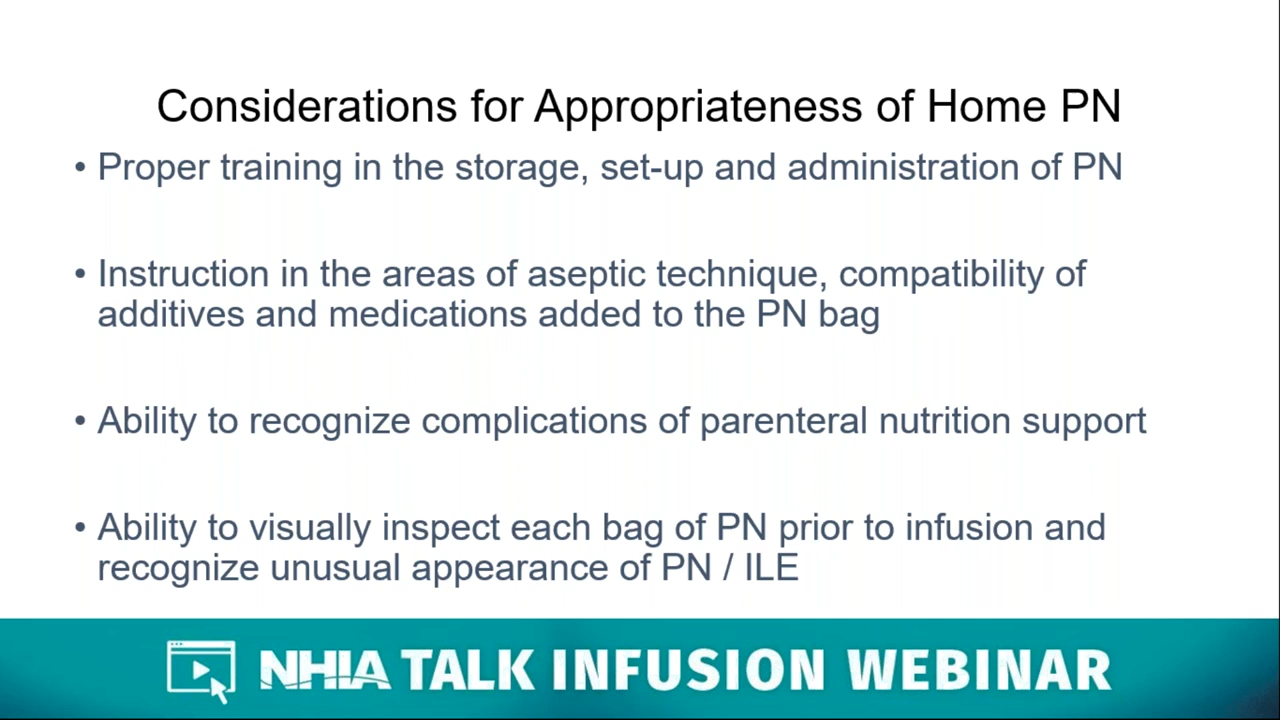 Considerations for Appropriateness of Home PN
• Proper training in the storage, set-up and administration of PN
• Instruction in the areas of aseptic technique, compatibility of
additives and medications added to the PN bag
• Ability to recognize complications of parenteral nutrition support
• Ability to visually inspect each bag of PN prior to infusion and
recognize unusual appearance of PN / ILE
NHIA TALK INFUSION WEBINAR